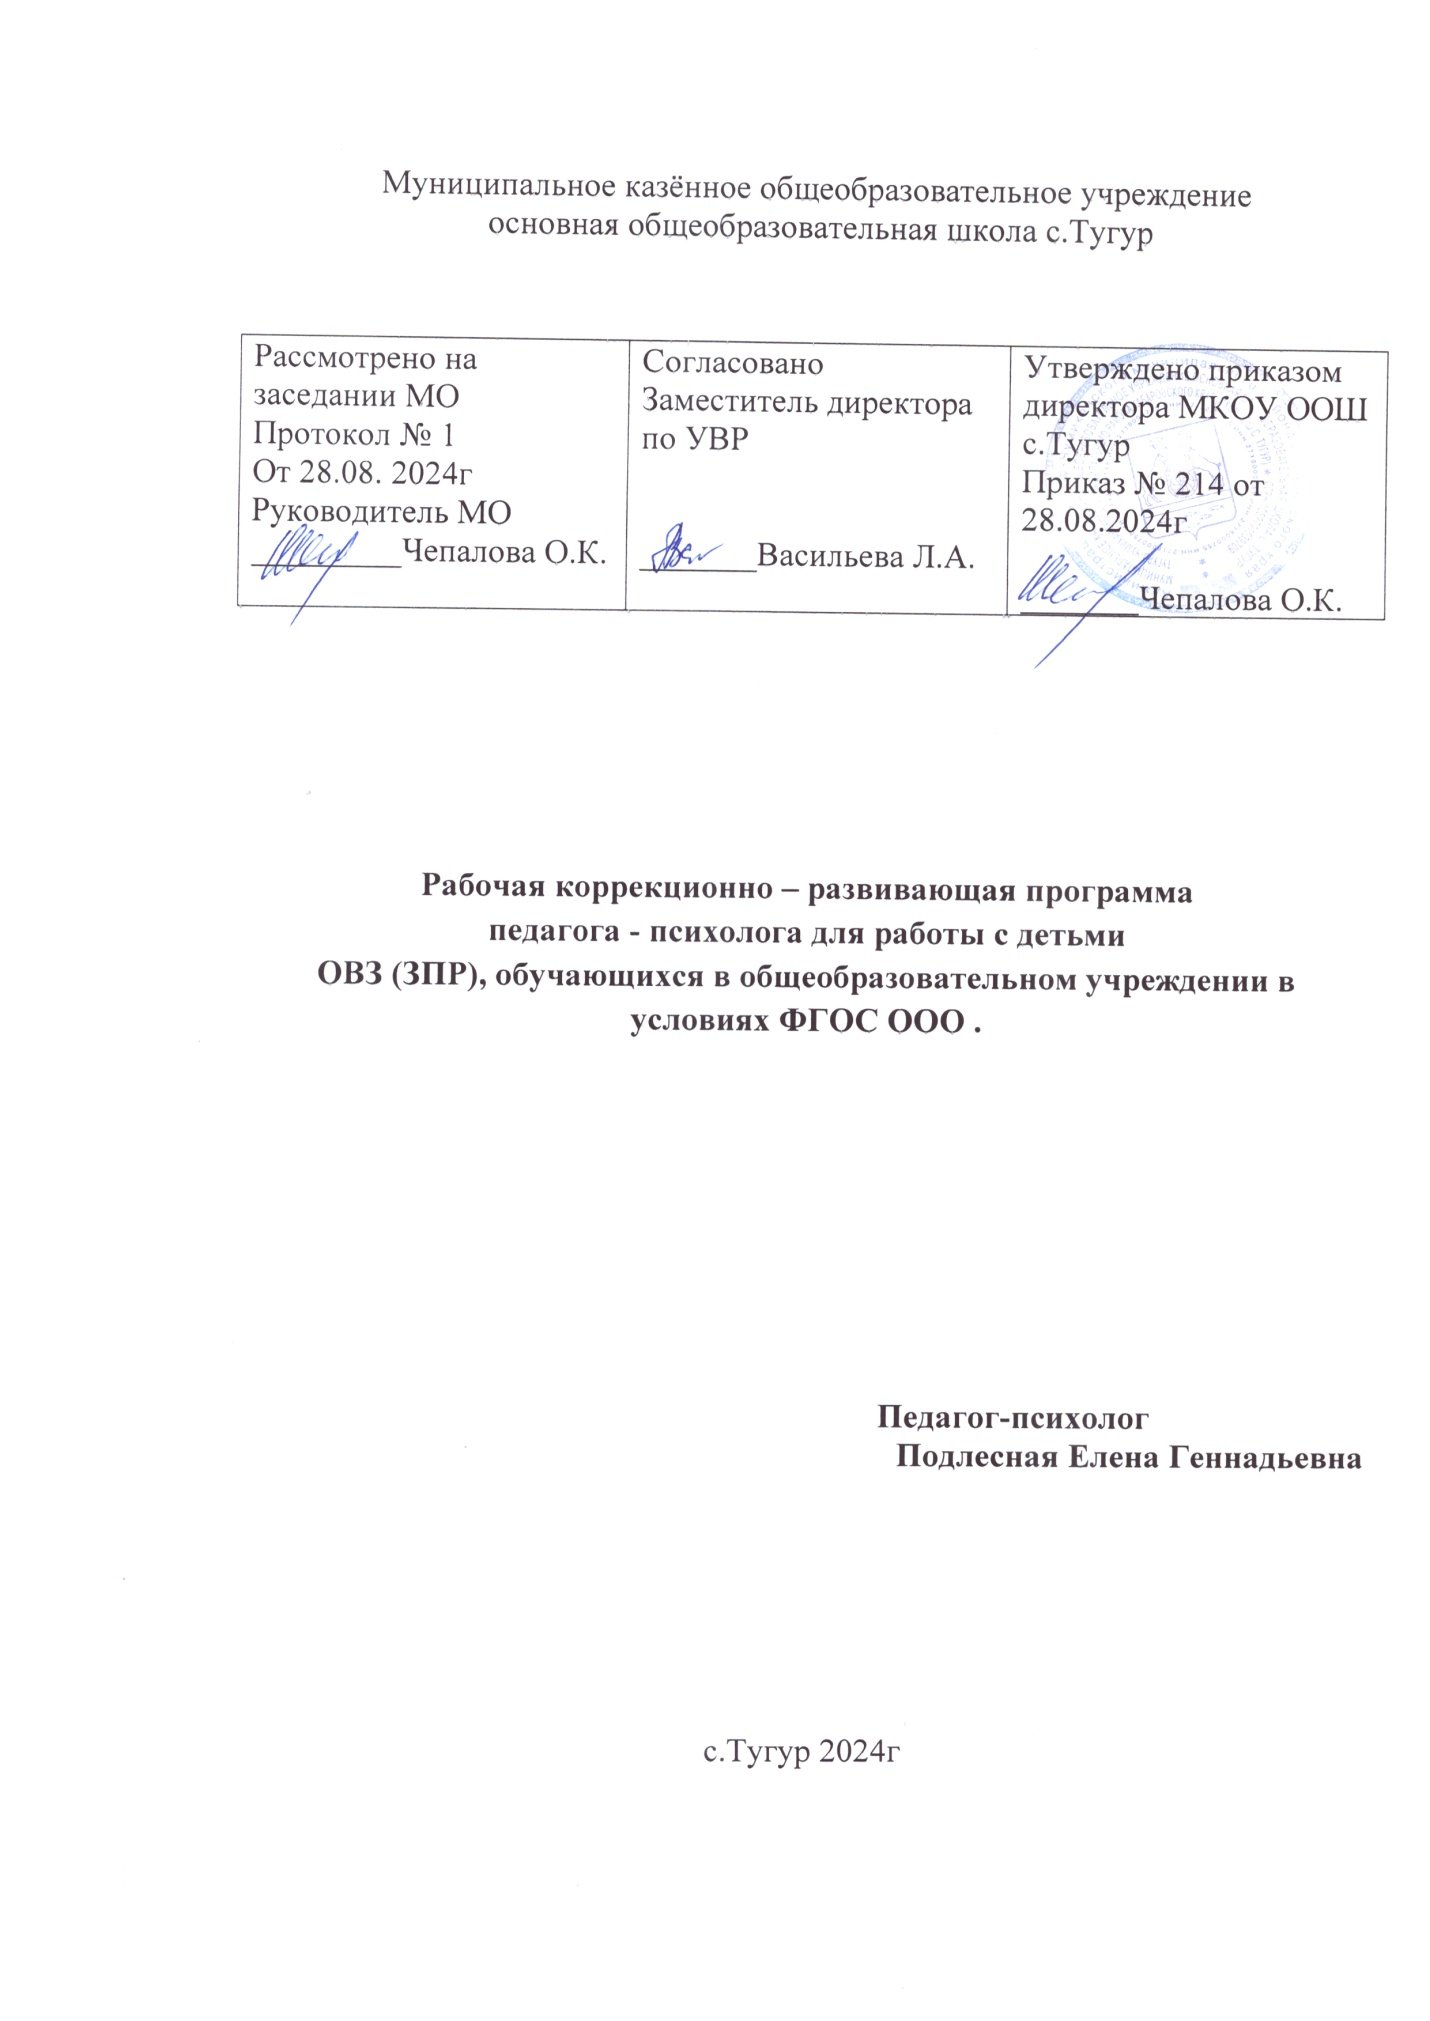 Муниципальное казённое общеобразовательное учреждение
основная общеобразовательная школа с.Тугур
Рассмотрено на
заседании МО
Протокол № 1
От 28.08. 2024г
Руководитель МО
_________Чепалова О.К.
Согласовано
Заместитель директора
по УВР
_______Васильева Л.А.
Утверждено приказом
директора МКОУ ООШ
с.Тугур
Приказ № 214 от
28.08.2024г
_______Чепалова О.К.
Рабочая коррекционно – развивающая программа
педагога - психолога для работы с детьми
ОВЗ (ЗПР), обучающихся в общеобразовательном учреждении в
условиях ФГОС ООО .
Педагог-психолог
Подлесная Елена Геннадьевна
с.Тугур 2024г